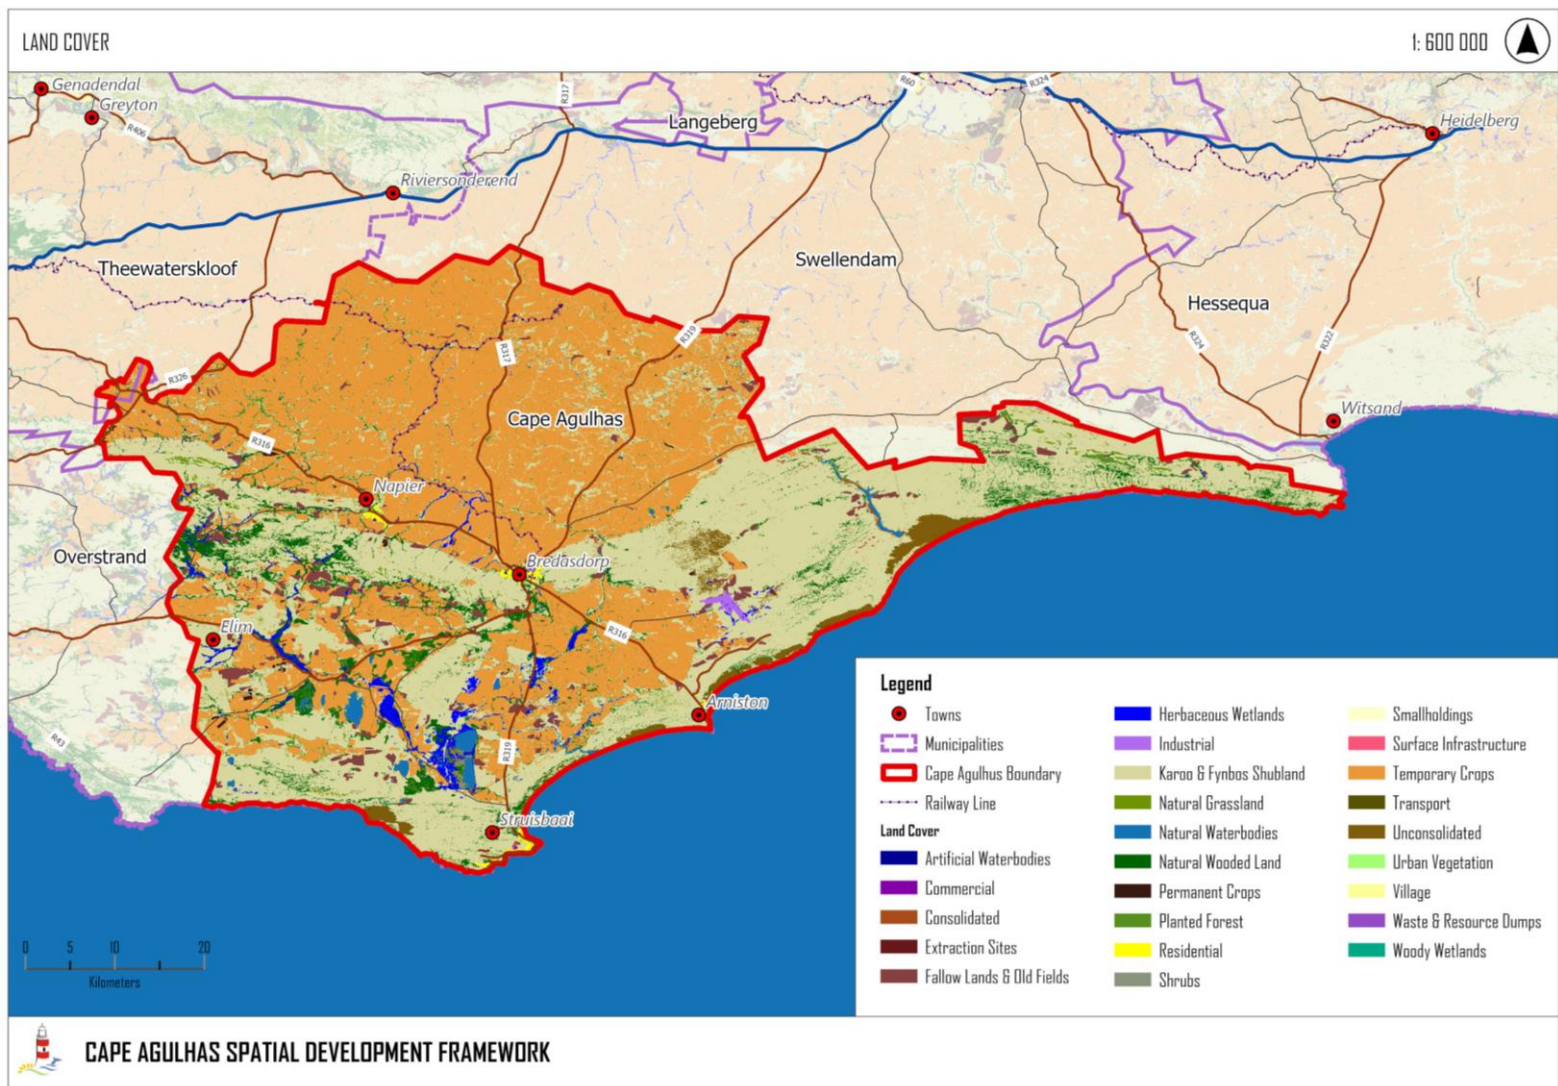 LAND COVER
1: 600 000
Genadendal
Greyton
R406
R317
R60
R324
Langeberg
Heidelberg
Riviersonderend
Theewaterskloof
Swellendam
Hessequa
R317
R319
R324
R322
R326
Cape Agulhas
Witsand
R316
Napier
Overstrand
Bredasdorp
Elim
R316
Arniston
R43
R319
Struisbaai
0 5 10 20
Kilometers
Legend
Towns
Municipalities
Cape Agulhus Boundary
Railway Line
Land Cover
Artificial Waterbodies
Commercial
Consolidated
Extraction Sites
Fallow Lands & Old Fields
Herbaceous Wetlands
Industrial
Karoo & Fynbos Shubland
Natural Grassland
Natural Waterbodies
Natural Wooded Land
Permanent Crops
Planted Forest
Residential
Shrubs
Smallholdings
Surface Infrastructure
Temporary Crops
Transport
Unconsolidated
Urban Vegetation
Village
Waste & Resource Dumps
Woody Wetlands
CAPE AGULHAS SPATIAL DEVELOPMENT FRAMEWORK